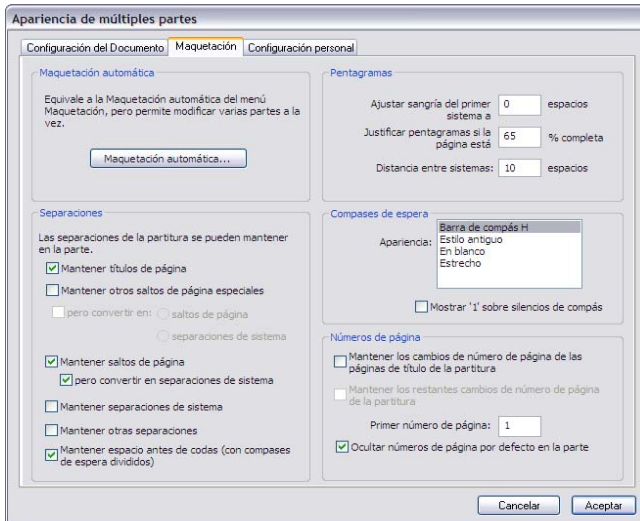 Apariencia de múltiples partes
Configuración del Documento
Maquetación
Configuración personal
Maquetación automática
Equivale a la Maquetación automática del menú
Maquetación, pero permite modificar varias partes a la
vez.
Maquetación automática...
Separaciones
Las separaciones de la partitura se pueden mantener
en la parte.
Mantener títulos de página
Mantener otros saltos de página especiales
pero convertir en:
saltos de página
separaciones de sistema
Mantener saltos de página
pero convertir en separaciones de sistema
Mantener separaciones de sistema
Mantener otras separaciones
Mantener espacio antes de codas (con compases
de espera divididos)
Pentagramas
Ajustar sangría del primer
sistema a
0
espacios
Justificar pentagramas si la
página está
65
% completa
Distancia entre sistemas:
10
espacios
Compases de espera
Apariencia:
Barra de compás H
Estilo antiguo
En blanco
Estrecho
Mostrar '1' sobre silencios de compás
Números de página
Mantener los cambios de número de página de las
páginas de título de la partitura
Mantener los restantes cambios de número de página
de la partitura
Primer número de página:
1
Ocultar números de página por defecto en la parte
Cancelar
Aceptar